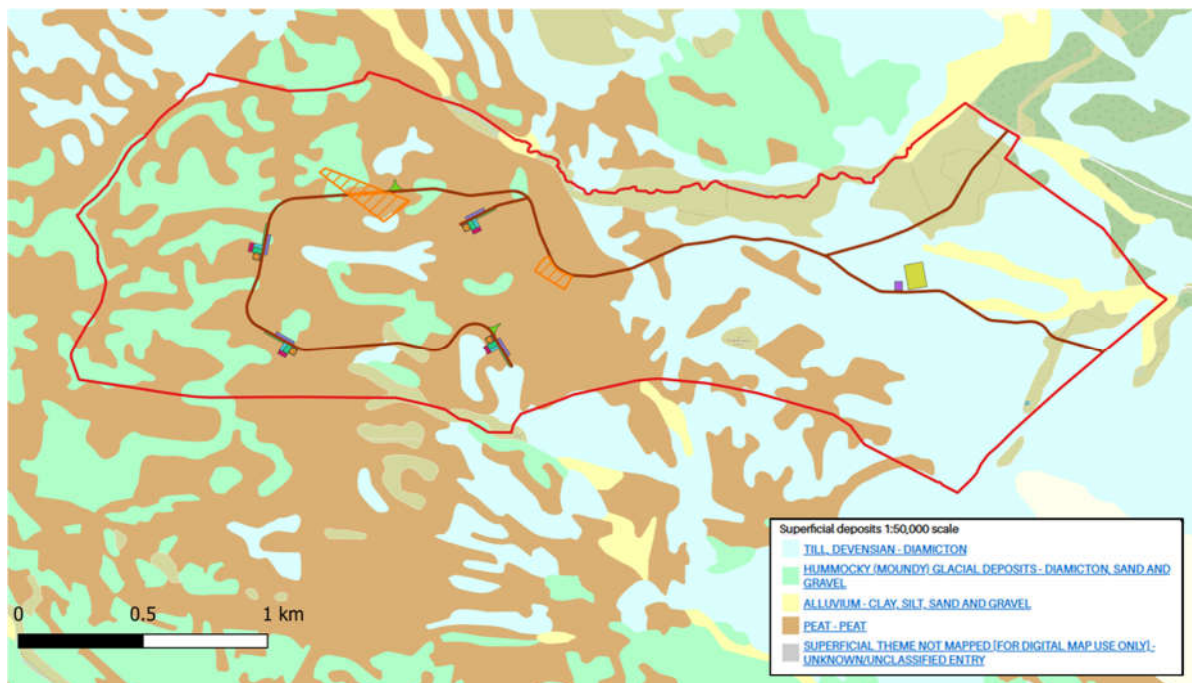 Superficial deposits 1:50,000 scale
TILL, DEVENSIAN - DIAMICTON
HUMMOCKY (MOUNDY) GLACIAL DEPOSITS - DIAMICTON, SAND AND
GRAVEL
ALLUVIUM - CLAY, SILT, SAND AND GRAVEL
PEAT - PEAT
SUPERFICIAL THEME NOT MAPPED [FOR DIGITAL MAP USE ONLY] -
UNKNOWN/UNCLASSIFIED ENTRY
0 0.5 1 km